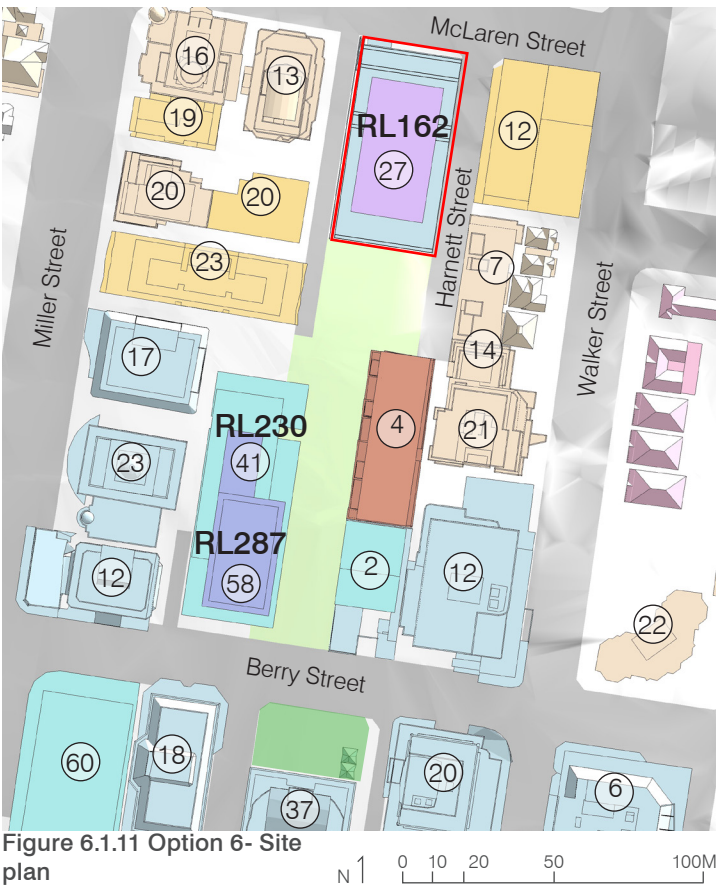 McLaren Street
16
13
19
RL162
27
12
20
20
Harnett Street
23
7
Miller Street
Walker Street
17
14
4
21
RL230
41
23
RL287
58
12
2
12
22
Berry Street
60
18
37
20
6
Figure 6.1.11 Option 6- Site
plan
N 0 10 20 50 100M